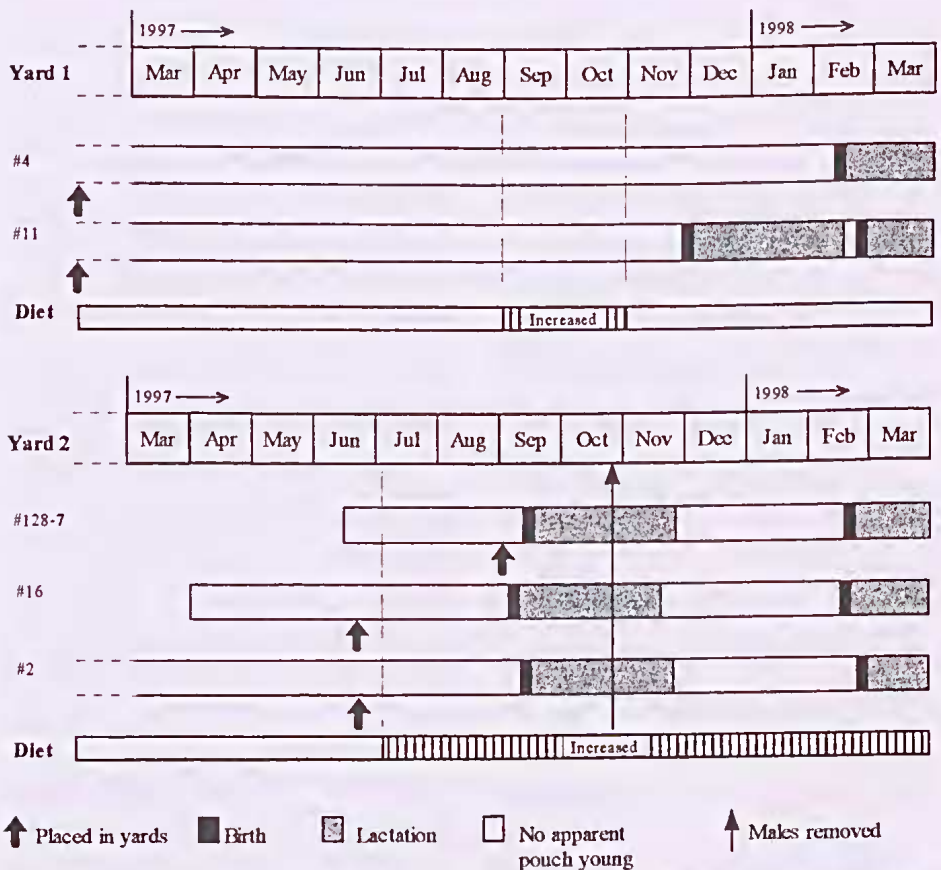 1997 → 1998 →
Yard 1 Mar Apr May Jun Jul Aug Sep Oct Nov Dec Jan Feb Mar
#4
#11
Diet Increased
1997 → 1998 →
Yard 2 Mar Apr May Jun Jul Aug Sep Oct Nov Dec Jan Feb Mar
#128-7
#16
#2
Diet Increased
Placed in yards Birth Lactation No apparent Males removed
pouch young